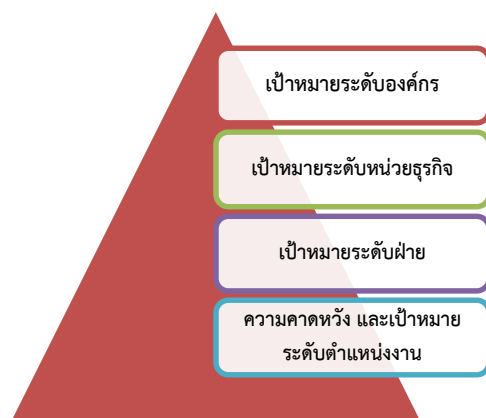 เป้าหมายระดับองค์กร
เป้าหมายระดับหน่วยธุรกิจ
เป้าหมายระดับฝ่าย
ความคาดหวัง และเป้าหมาย
ระดับตำแหน่งงาน